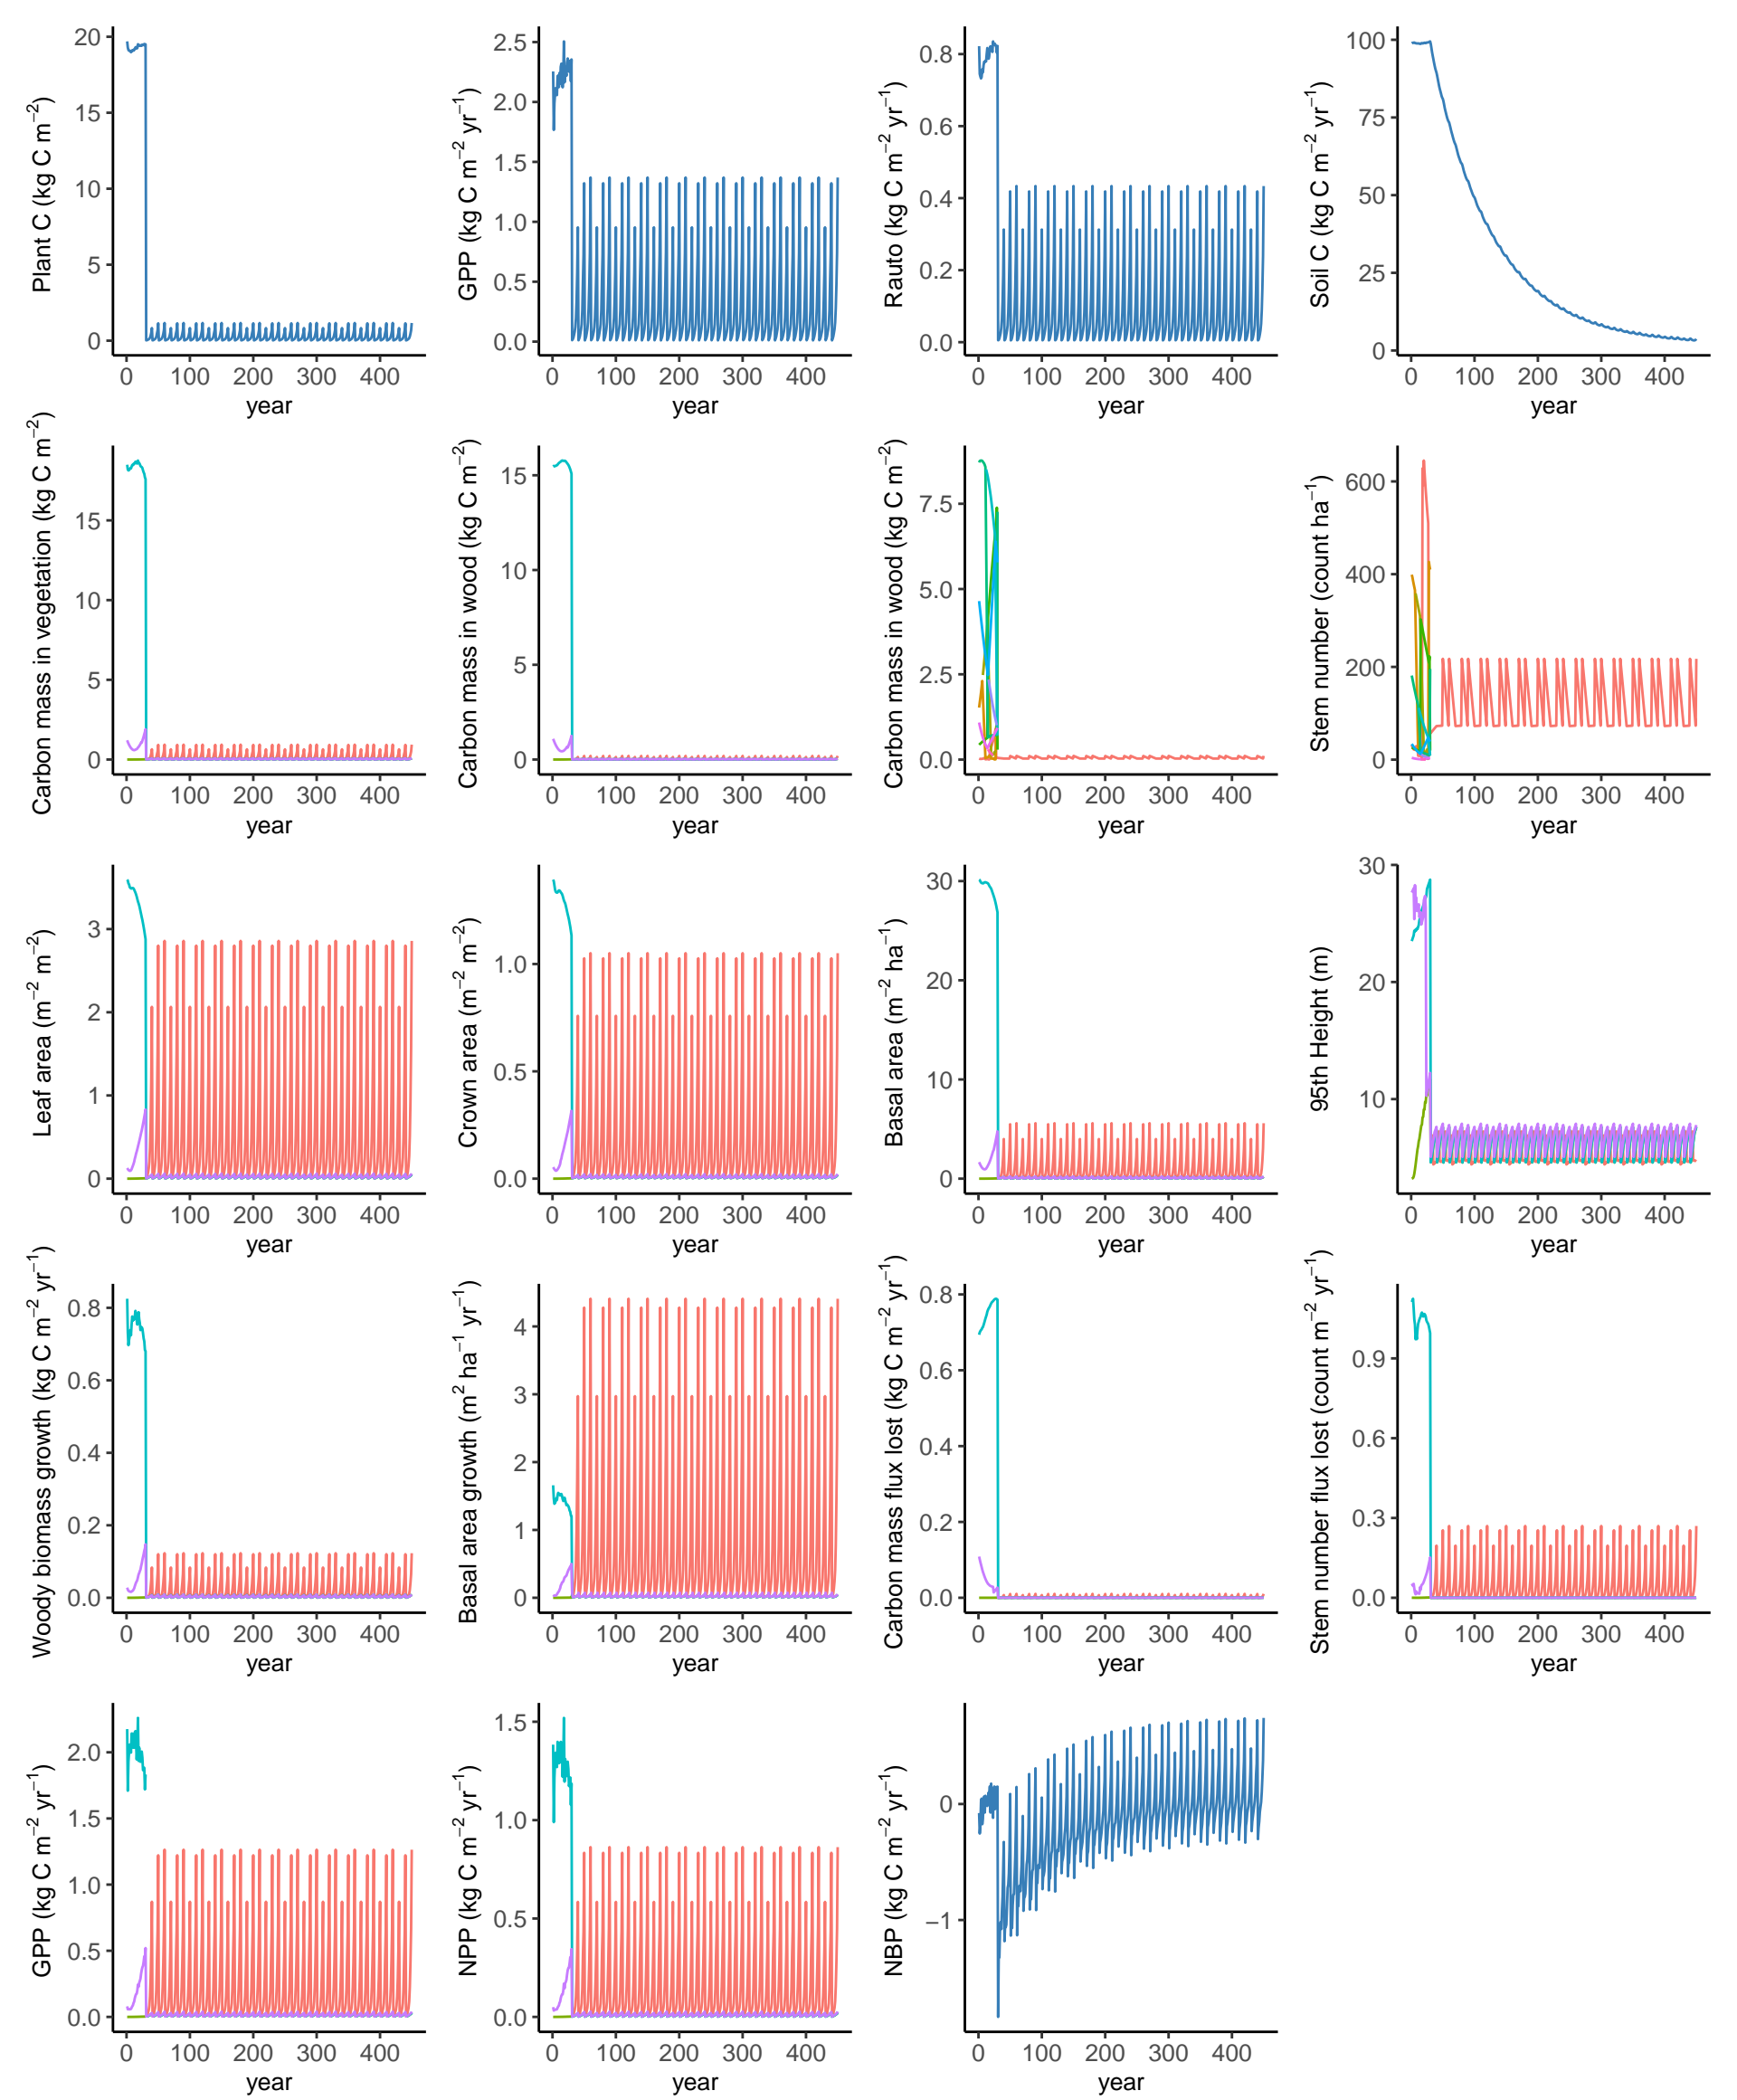 Plant C (kg C m⁻²)
20
15
10
5
0
0 100 200 300 400
year
GPP (kg C m⁻² yr⁻¹)
2.5
2.0
1.5
1.0
0.5
0.0
0 100 200 300 400
year
Rauto (kg C m⁻² yr⁻¹)
0.8
0.6
0.4
0.2
0.0
0 100 200 300 400
year
Soil C (kg C m⁻² yr⁻¹)
100
75
50
25
0
0 100 200 300 400
year
Carbon mass in vegetation (kg C m⁻²)
15
10
5
0
0 100 200 300 400
year
Carbon mass in wood (kg C m⁻²)
15
10
5
0
0 100 200 300 400
year
Carbon mass in wood (kg C m⁻²)
7.5
5.0
2.5
0.0
0 100 200 300 400
year
Stem number (count ha⁻¹)
600
400
200
0
0 100 200 300 400
year
Leaf area (m⁻² m⁻²)
3
2
1
0
0 100 200 300 400
year
Crown area (m⁻² m⁻²)
1.0
0.5
0.0
0 100 200 300 400
year
Basal area (m⁻² ha⁻¹)
30
20
10
0
0 100 200 300 400
year
95th Height (m)
30
20
10
0 100 200 300 400
year
Woody biomass growth (kg C m⁻² yr⁻¹)
0.8
0.6
0.4
0.2
0.0
0 100 200 300 400
year
Basal area growth (m² ha⁻¹ yr⁻¹)
4
3
2
1
0
0 100 200 300 400
year
Carbon mass flux lost (kg C m⁻² yr⁻¹)
0.8
0.6
0.4
0.2
0.0
0 100 200 300 400
year
Stem number flux lost (count m⁻² yr⁻¹)
0.9
0.6
0.3
0.0
0 100 200 300 400
year
GPP (kg C m⁻² yr⁻¹)
2.0
1.5
1.0
0.5
0.0
0 100 200 300 400
year
NPP (kg C m⁻² yr⁻¹)
1.5
1.0
0.5
0.0
0 100 200 300 400
year
NBP (kg C m⁻² yr⁻¹)
0
−1
0 100 200 300 400
year